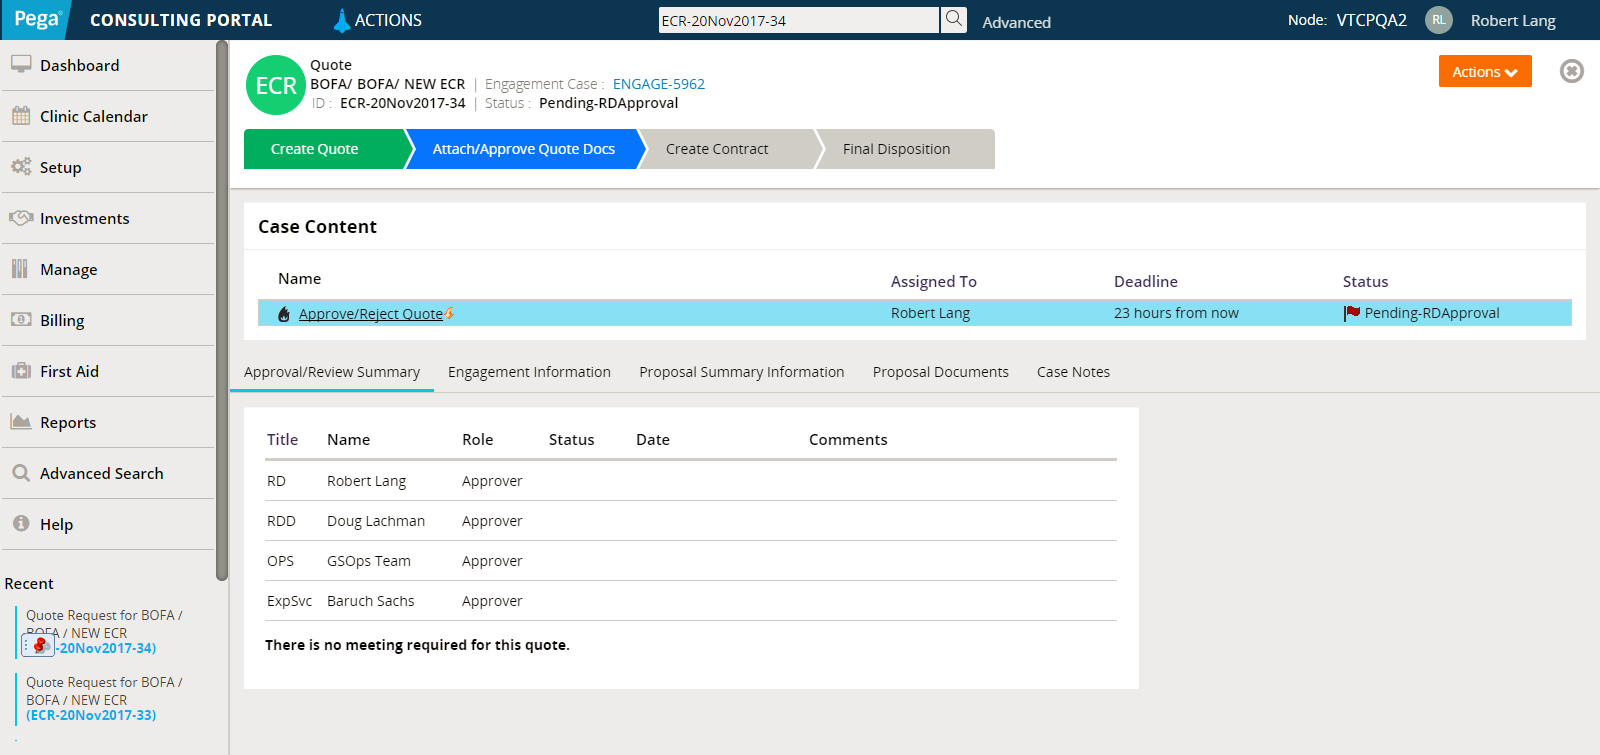 Pega CONSULTING PORTAL ACTIONS ECR-20Nov2017-34 Advanced Node: VTCPQA2 RL Robert Lang
Dashboard
Clinic Calendar
Setup
Investments
Manage
Billing
First Aid
Reports
Advanced Search
Help
Recent
Quote Request for BOFA /
BOFA / NEW ECR
-20Nov2017-34)
Quote Request for BOFA /
BOFA / NEW ECR
(ECR-20Nov2017-33)
ECR
Quote
BOFA/ BOFA/ NEW ECR | Engagement Case : ENGAGE-5962
ID : ECR-20Nov2017-34 | Status : Pending-RDApproval
Actions
Create Quote Attach/Approve Quote Docs Create Contract Final Disposition
Case Content
Name Assigned To Deadline Status
Approve/Reject Quote Robert Lang 23 hours from now Pending-RDApproval
Approval/Review Summary Engagement Information Proposal Summary Information Proposal Documents Case Notes
Title Name Role Status Date Comments
RD Robert Lang Approver
RDD Doug Lachman Approver
OPS GSOps Team Approver
ExpSvc Baruch Sachs Approver
There is no meeting required for this quote.